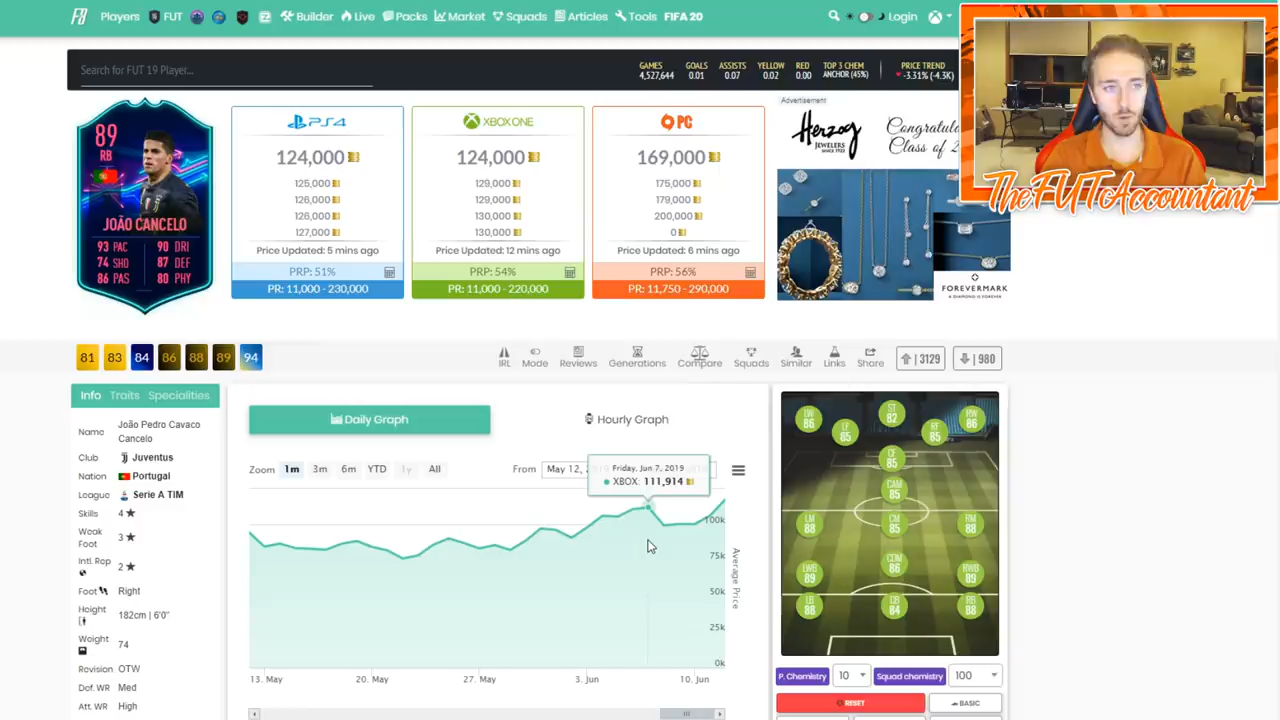 F8 Players FUT Builder Live Packs Market Squads Articles Tools FIFA 20 Login
Search for FUT 19 Player...
GAMES GOALS ASSISTS YELLOW RED TOP 3 CHEM PRICE TREND
4,527,644 0.01 0.07 0.02 0.00 ANCHOR (45%) -3.31% (-4.3K)
89
RB
JOÃO CANCELO
93 PAC 90 DRI
74 SHO 87 DEF
86 PAS 80 PHY
PS4
124,000
125,000
126,000
126,000
127,000
Price Updated: 5 mins ago
PRP: 51%
PR: 11,000 - 230,000
XBOX ONE
124,000
129,000
129,000
130,000
130,000
Price Updated: 12 mins ago
PRP: 54%
PR: 11,000 - 220,000
PC
169,000
175,000
179,000
200,000
0
Price Updated: 6 mins ago
PRP: 56%
PR: 11,750 - 290,000
Advertisement
Herzog
JEWELERS
Congratul
Class of 2
FOREVERMARK
A DIAMOND IS FOREVER
TheFUTAccountant
81 83 84 86 88 89 94
IRL Mode Reviews Generations Compare Squads Similar Links Share 3129 980
Info Traits Specialities
Name João Pedro Cavaco
Cancelo
Club Juventus
Nation Portugal
League Serie A TIM
Skills 4
Weak
Foot 3
Intl. Rep 2
Foot Right
Height 182cm | 6'0"
Weight 74
Revision OTW
Def. WR Med
Att. WR High
Daily Graph Hourly Graph
Zoom 1m 3m 6m YTD 1y All From May 12, 
Friday, Jun 7, 2019
XBOX: 111,914
100k
75k
50k
25k
0k
Average Price
13. May 20. May 27. May 3. Jun 10. Jun
LW
86
LF
85
ST
82
RF
85
RW
86
CF
85
CAM
85
LM
88
CM
85
RM
88
CDM
86
LWB
89
RWB
89
LB
88
CB
84
RB
88
P. Chemistry 10 Squad chemistry 100
RESET BASIC